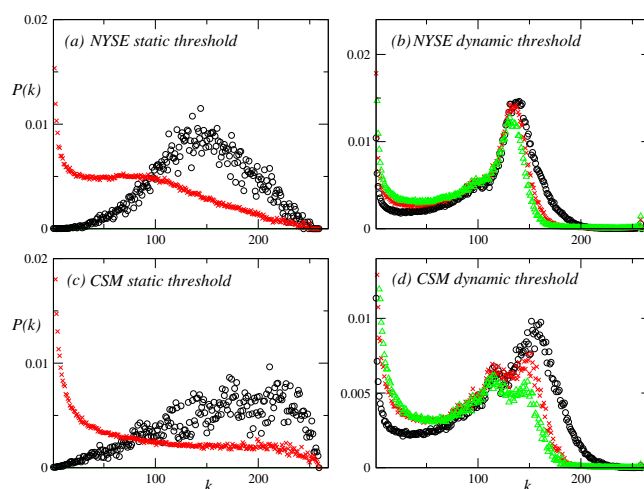 (a) NYSE static threshold
(b) NYSE dynamic threshold
P(k)
0.02
0.01
0
100
200
0.02
0.01
0
100
200
(c) CSM static threshold
(d) CSM dynamic threshold
P(k)
0.02
0.01
0
100
200
k
0.01
0.005
0
100
200
k